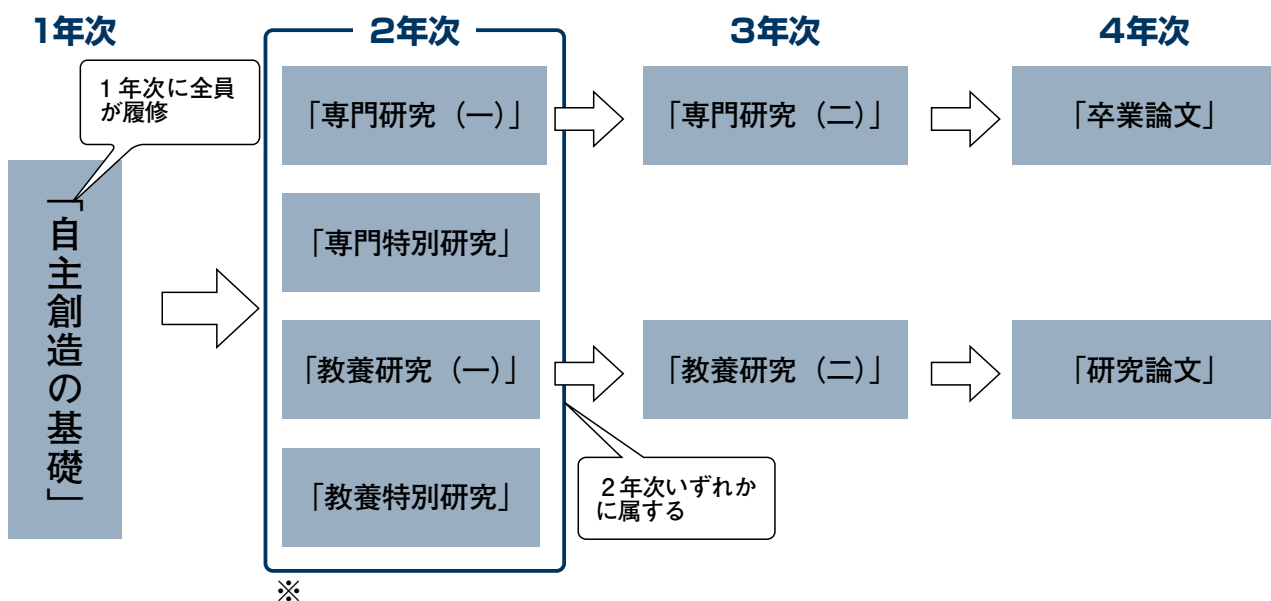 1年次
2年次
3年次
4年次
1年次に全員
が履修
「自主創造の基礎」
「専門研究（一）」
「専門研究（二）」
「卒業論文」
「専門特別研究」
「教養研究（一）」
「教養研究（二）」
「研究論文」
「教養特別研究」
2年次いずれか
に属する
※